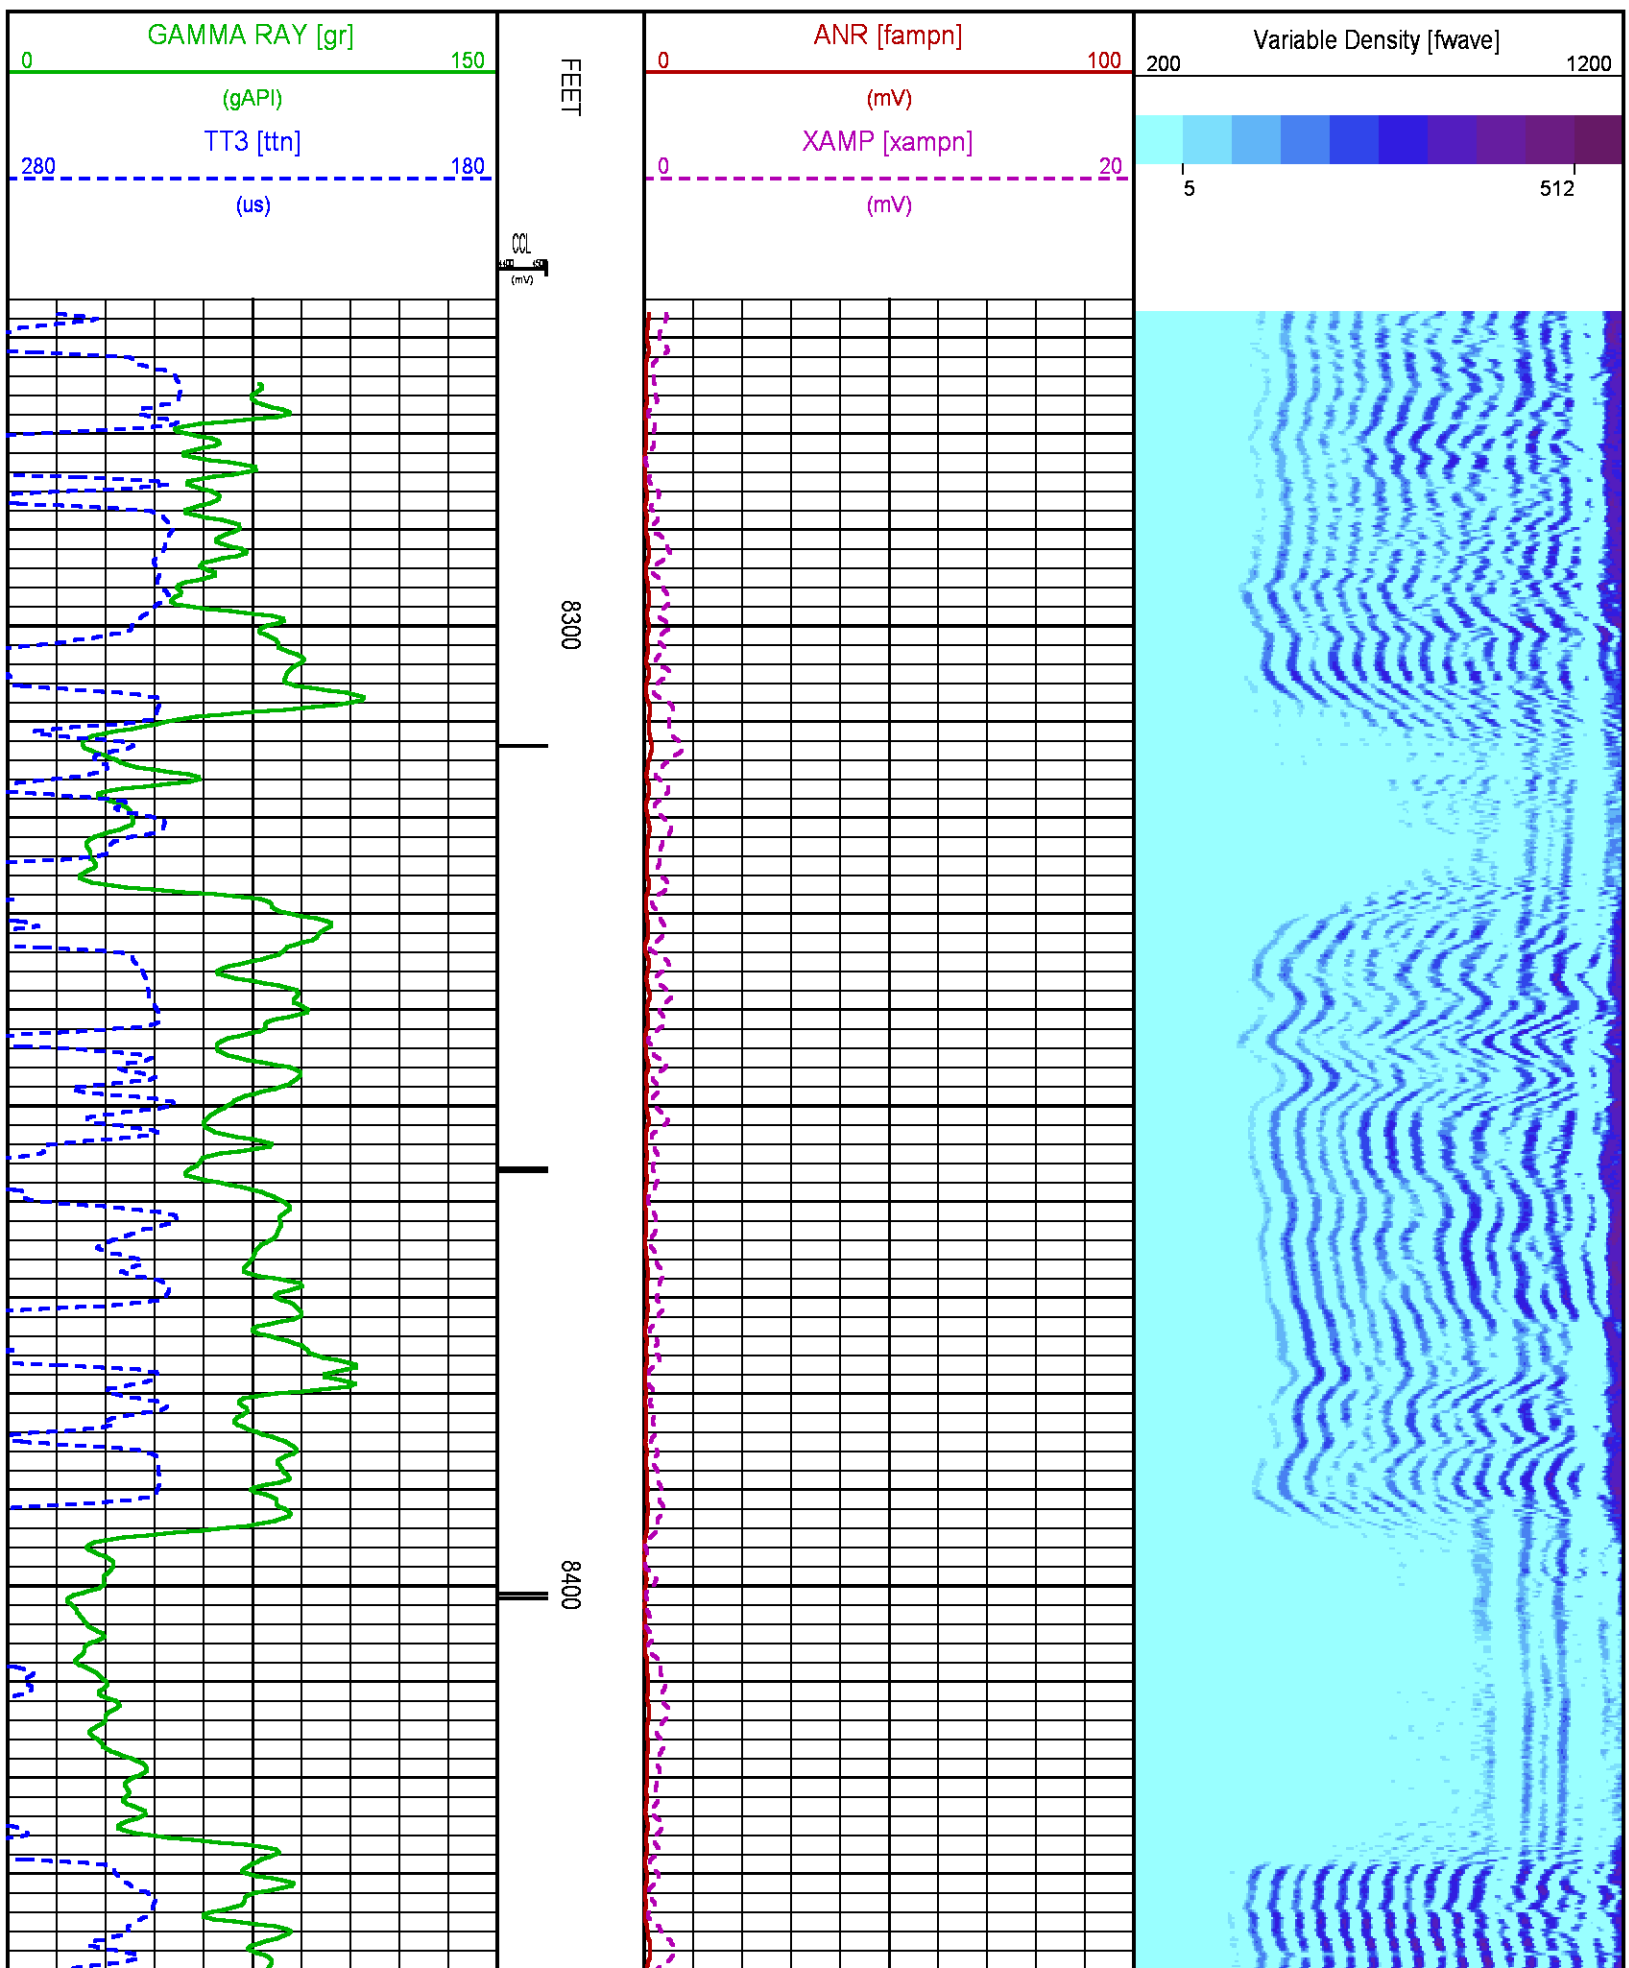 GAMMA RAY [gr]
0 150
(gAPI)
TT3 [ttn]
280 180
(us)
FEET
CCL
(mV)
ANR [fampn]
0 100
(mV)
XAMP [xampn]
0 20
(mV)
Variable Density [fwave]
200 1200
5 512
8300
8400